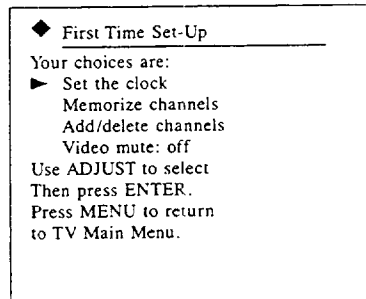 First Time Set-Up
Your choices are:
Set the clock
Memorize channels
Add/delete channels
Video mute: off
Use ADJUST to select
Then press ENTER.
Press MENU to return
to TV Main Menu.